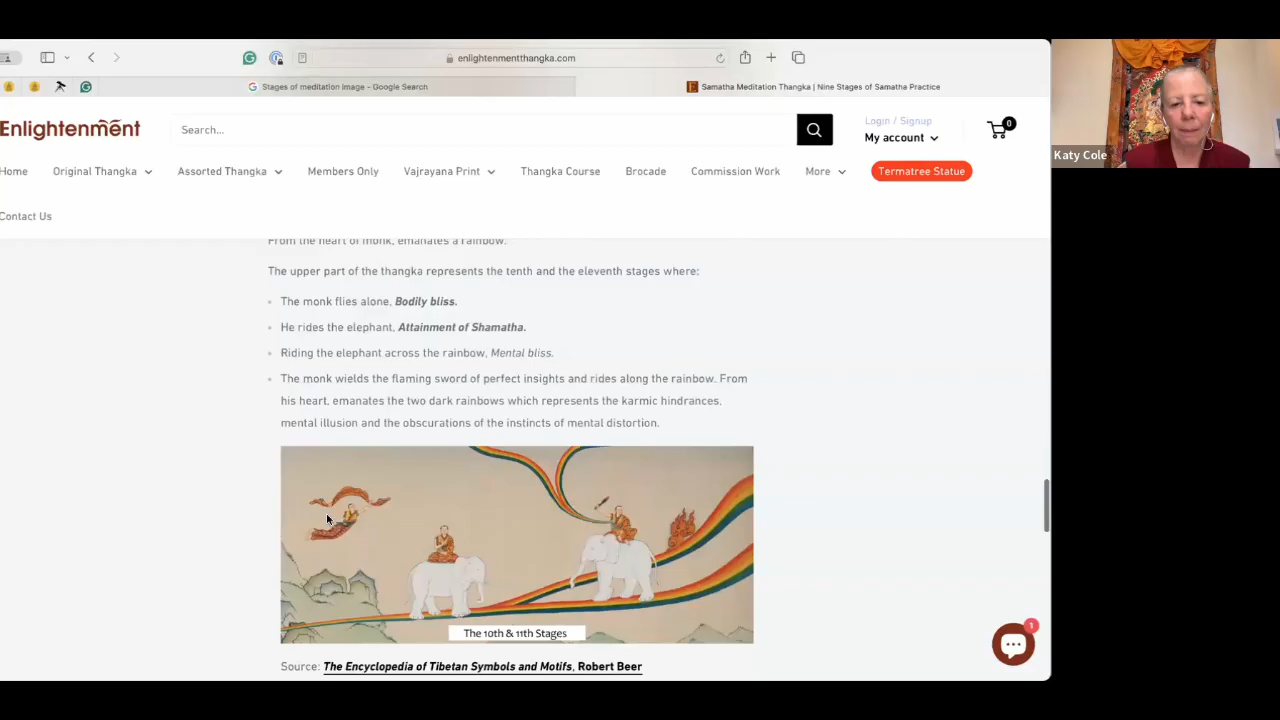 enlightenmentthangka.com
Stages of meditation image - Google Search
Samatha Meditation Thangka | Nine Stages of Samatha Practice
Enlightenment
Search...
Login / Signup
My account
0
Katy Cole
Home
Original Thangka
Assorted Thangka
Members Only
Vajrayana Print
Thangka Course
Brocade
Commission Work
More
Termatree Statue
Contact Us
From the heart of monk, emanates a rainbow.
The upper part of the thangka represents the tenth and the eleventh stages where:
The monk flies alone, Bodily bliss.
He rides the elephant, Attainment of Shamatha.
Riding the elephant across the rainbow, Mental bliss.
The monk wields the flaming sword of perfect insights and rides along the rainbow. From
his heart, emanates the two dark rainbows which represents the karmic hindrances,
mental illusion and the obscurations of the instincts of mental distortion.
The 10th & 11th Stages
1
Source: The Encyclopedia of Tibetan Symbols and Motifs, Robert Beer